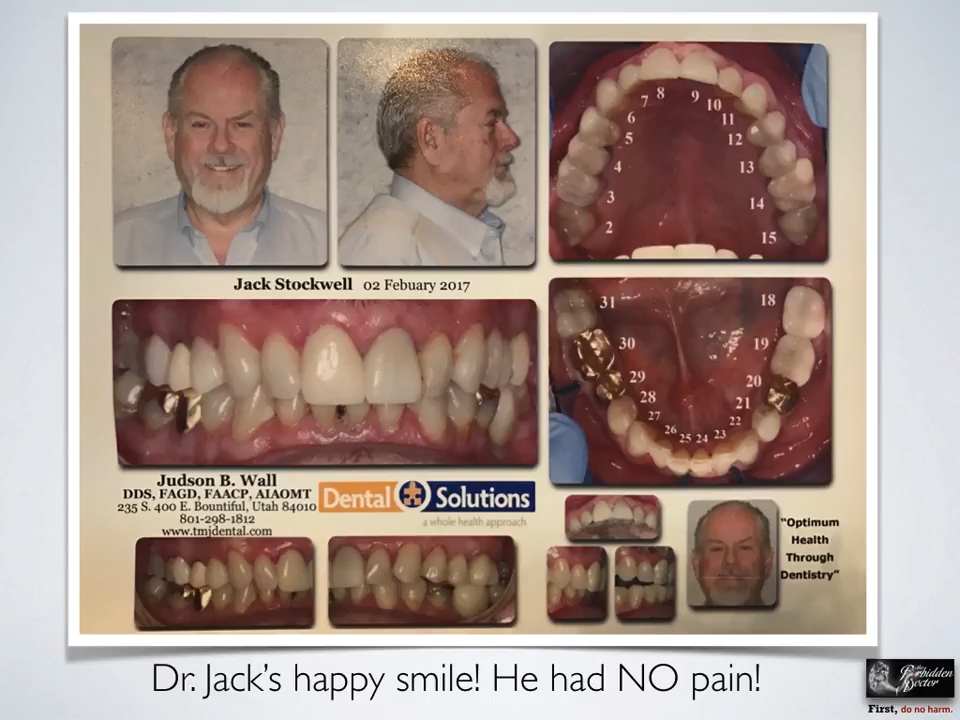 7 8 9 10
6 11
5 12
4 13
3 14
2 15
Jack Stockwell 02 Febuary 2017
31 18
30 19
29 20
28 21
27 22
26 25 24 23
Judson B. Wall
DDS, FAGD, FAACP, AIAOMT
235 S. 400 E. Bountiful, Utah 84010
801-298-1812
www.tmjdental.com
Dental Solutions
a whole health approach
"Optimum
Health
Through
Dentistry"
Dr. Jack's happy smile! He had NO pain!
the Forbidden
Doctor
First, do no harm.